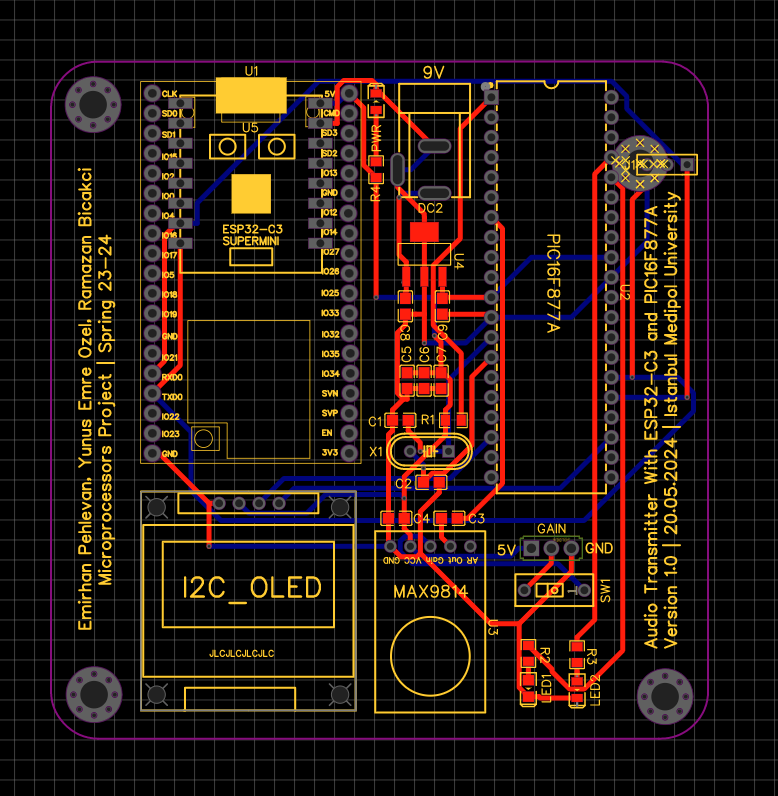 U1
9V
CLK
5V
SD0
CMD
SD1
SD3
U5
PWR
SD2
IO15
IO2
IO13
IO0
GND
R4
IO4
IO12
DC2
IO16
ESP32-C3
SUPERMINI
IO14
IO17
IO27
U4
IO5
IO26
IO18
IO25
IO19
IO33
GND
IO32
C8
C9
IO21
IO35
C5
C6
C7
RXD0
IO34
TXD0
SVN
IO22
SVP
C1
R1
IO23
EN
GND
3V3
X1
C2
C4
C3
PIC16F877A
U2
Emirhan Pehlevan, Yunus Emre Ozel, Ramazan Bicakci
Microprocessors Project | Spring 23-24
Audio Transmitter With ESP32-C3 and PIC16F877A
Version 1.0 | 20.05.2024 | Istanbul Medipol University
I2C_OLED
JLCJLCJLCJLC
GND VCC Gain Out AR
MAX9814
U3
GAIN
5V
GND
SW1
R2
R3
LED1
LED2